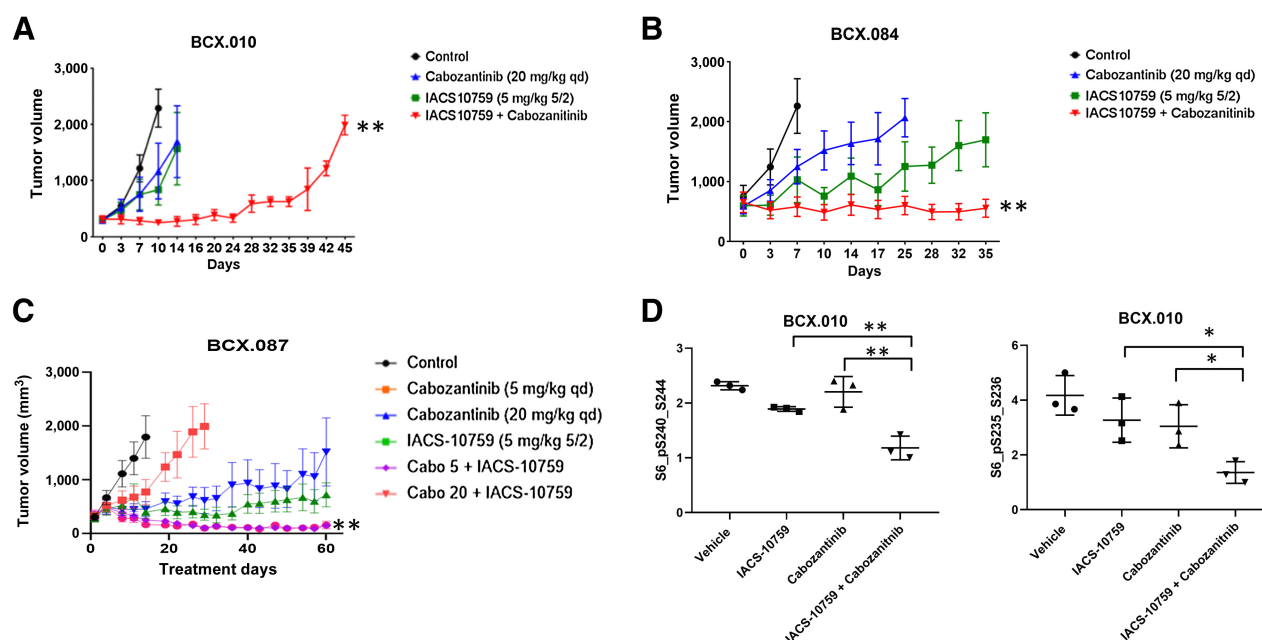 A
BCX.010
Tumor volume
3,000
2,000
1,000
0
0 3 7 10 14 16 20 24 28 32 35 39 42 45
Days
Control
Cabozantinib (20 mg/kg qd)
IACS10759 (5 mg/kg 5/2)
IACS10759 + Cabozanitinib
**
B
BCX.084
Tumor volume
3,000
2,000
1,000
0
0 3 7 10 14 17 25 28 32 35
Days
Control
Cabozantinib (20 mg/kg qd)
IACS10759 (5 mg/kg 5/2)
IACS10759 + Cabozanitinib
**
C
BCX.087
Tumor volume (mm³)
3,000
2,000
1,000
0
0 20 40 60
Treatment days
Control
Cabozantinib (5 mg/kg qd)
Cabozantinib (20 mg/kg qd)
IACS-10759 (5 mg/kg 5/2)
Cabo 5 + IACS-10759
Cabo 20 + IACS-10759
**
D
BCX.010
**
**
S6_pS240_S244
3
2
1
0
Vehicle
IACS-10759
Cabozantinib
IACS-10759 + Cabozanitnib
BCX.010
*
*
S6_pS235_S236
6
4
2
0
Vehicle
IACS-10759
Cabozantinib
IACS-10759 + Cabozanitnib